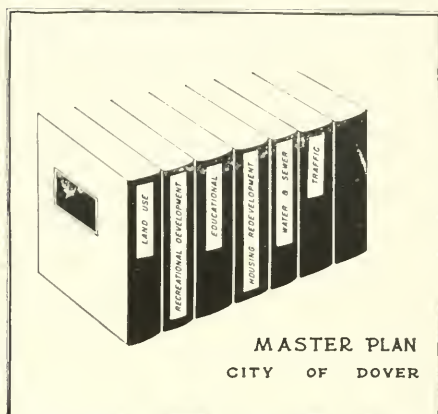 LAND USE
RECREATIONAL DEVELOPMENT
EDUCATIONAL
HOUSING REDEVELOPMENT
WATER & SEWER
TRAFFIC
MASTER PLAN
CITY OF DOVER